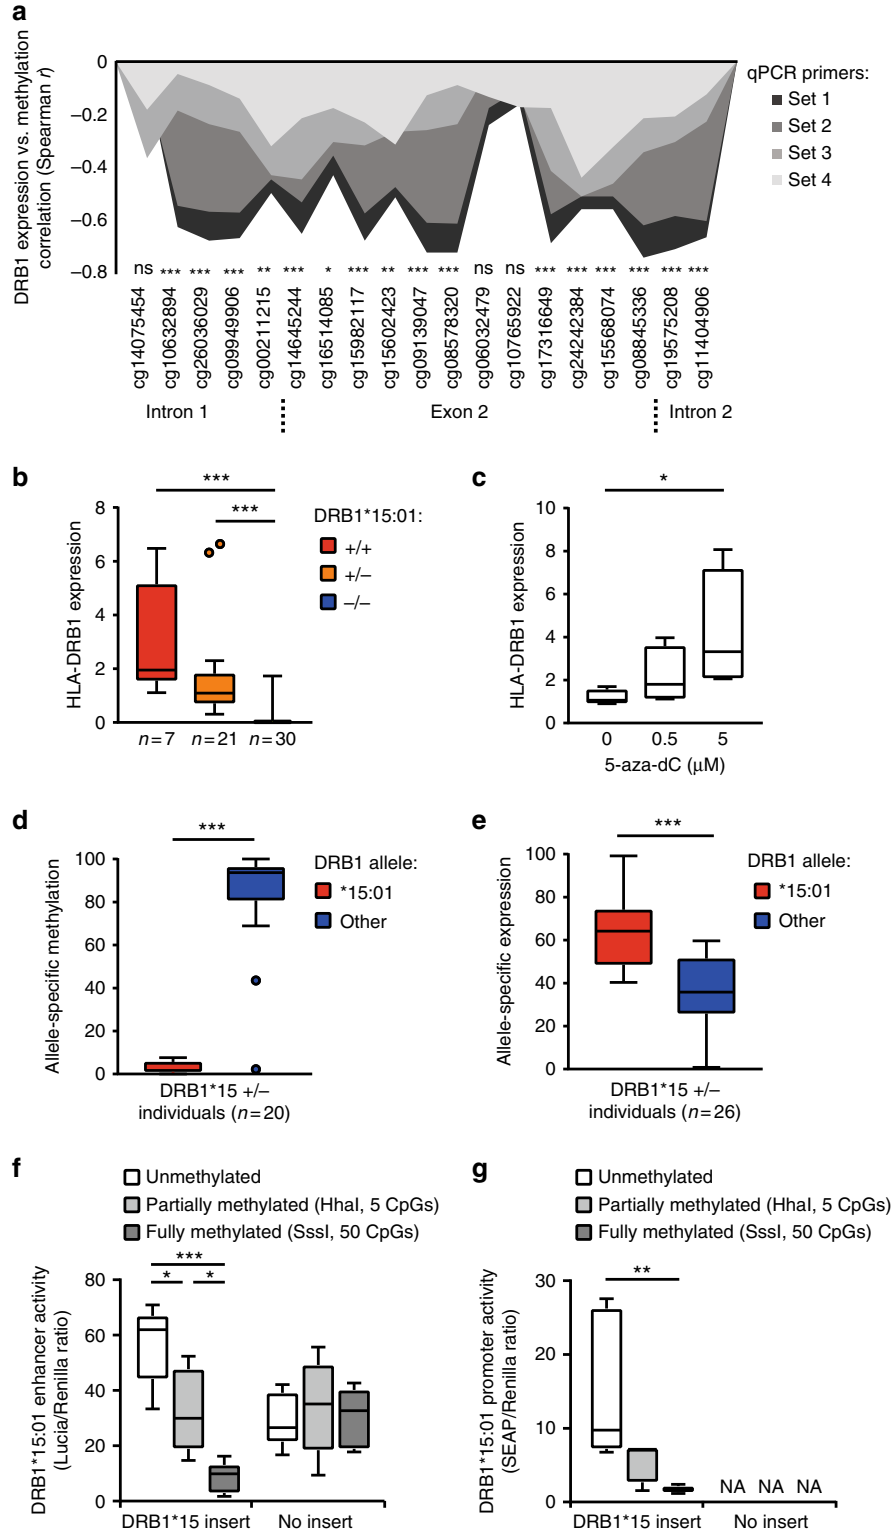 a
DRB1 expression vs. methylation
correlation (Spearman r)
0
−0.2
−0.4
−0.6
−0.8
qPCR primers:
Set 1
Set 2
Set 3
Set 4
ns *** *** *** ** *** * *** ** *** *** ns ns *** *** *** *** *** ***
cg14075454
cg10632894
cg26036029
cg09949906
cg00211215
cg14645244
cg16514085
cg15982117
cg15602423
cg09139047
cg08578320
cg06032479
cg10765922
cg17316649
cg24242384
cg15568074
cg08845336
cg19575208
cg11404906
Intron 1 Exon 2 Intron 2
b
HLA-DRB1 expression
8
6
4
2
0
***
***
n=7 n=21 n=30
DRB1*15:01:
+/+
+/−
−/−
c
HLA-DRB1 expression
10
8
6
4
2
0
*
0 0.5 5
5-aza-dC (μM)
d
Allele-specific methylation
100
80
60
40
20
0
***
DRB1*15 +/−
individuals (n=20)
DRB1 allele:
*15:01
Other
e
Allele-specific expression
100
80
60
40
20
0
***
DRB1*15 +/−
individuals (n=26)
DRB1 allele:
*15:01
Other
f
Unmethylated
Partially methylated (HhaI, 5 CpGs)
Fully methylated (SssI, 50 CpGs)
DRB1*15:01 enhancer activity
(Lucia/Renilla ratio)
80
60
40
20
0
***
* *
DRB1*15 insert No insert
g
Unmethylated
Partially methylated (HhaI, 5 CpGs)
Fully methylated (SssI, 50 CpGs)
DRB1*15:01 promoter activity
(SEAP/Renilla ratio)
30
20
10
0
**
NA NA NA
DRB1*15 insert No insert